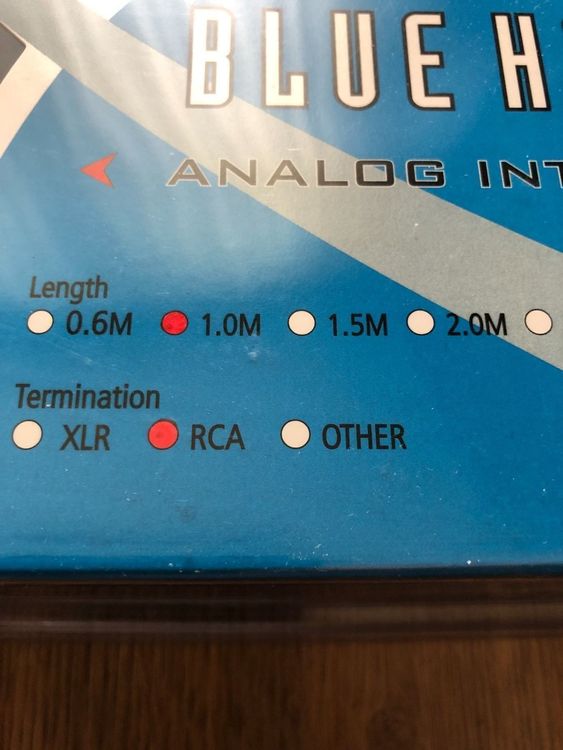 BLUE H
ANALOG INT
Length
0.6M 1.0M 1.5M 2.0M
Termination
XLR RCA OTHER